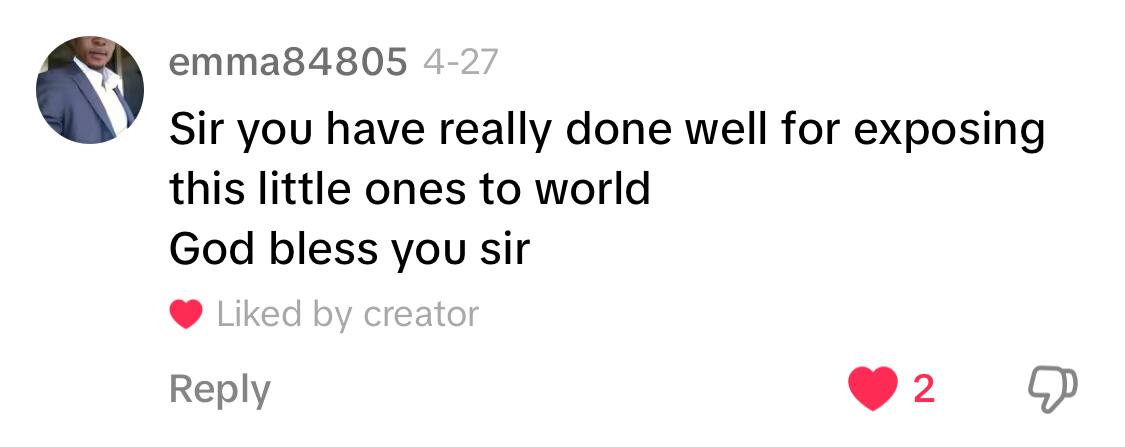 emma84805 4-27
Sir you have really done well for exposing
this little ones to world
God bless you sir
Liked by creator
Reply 2